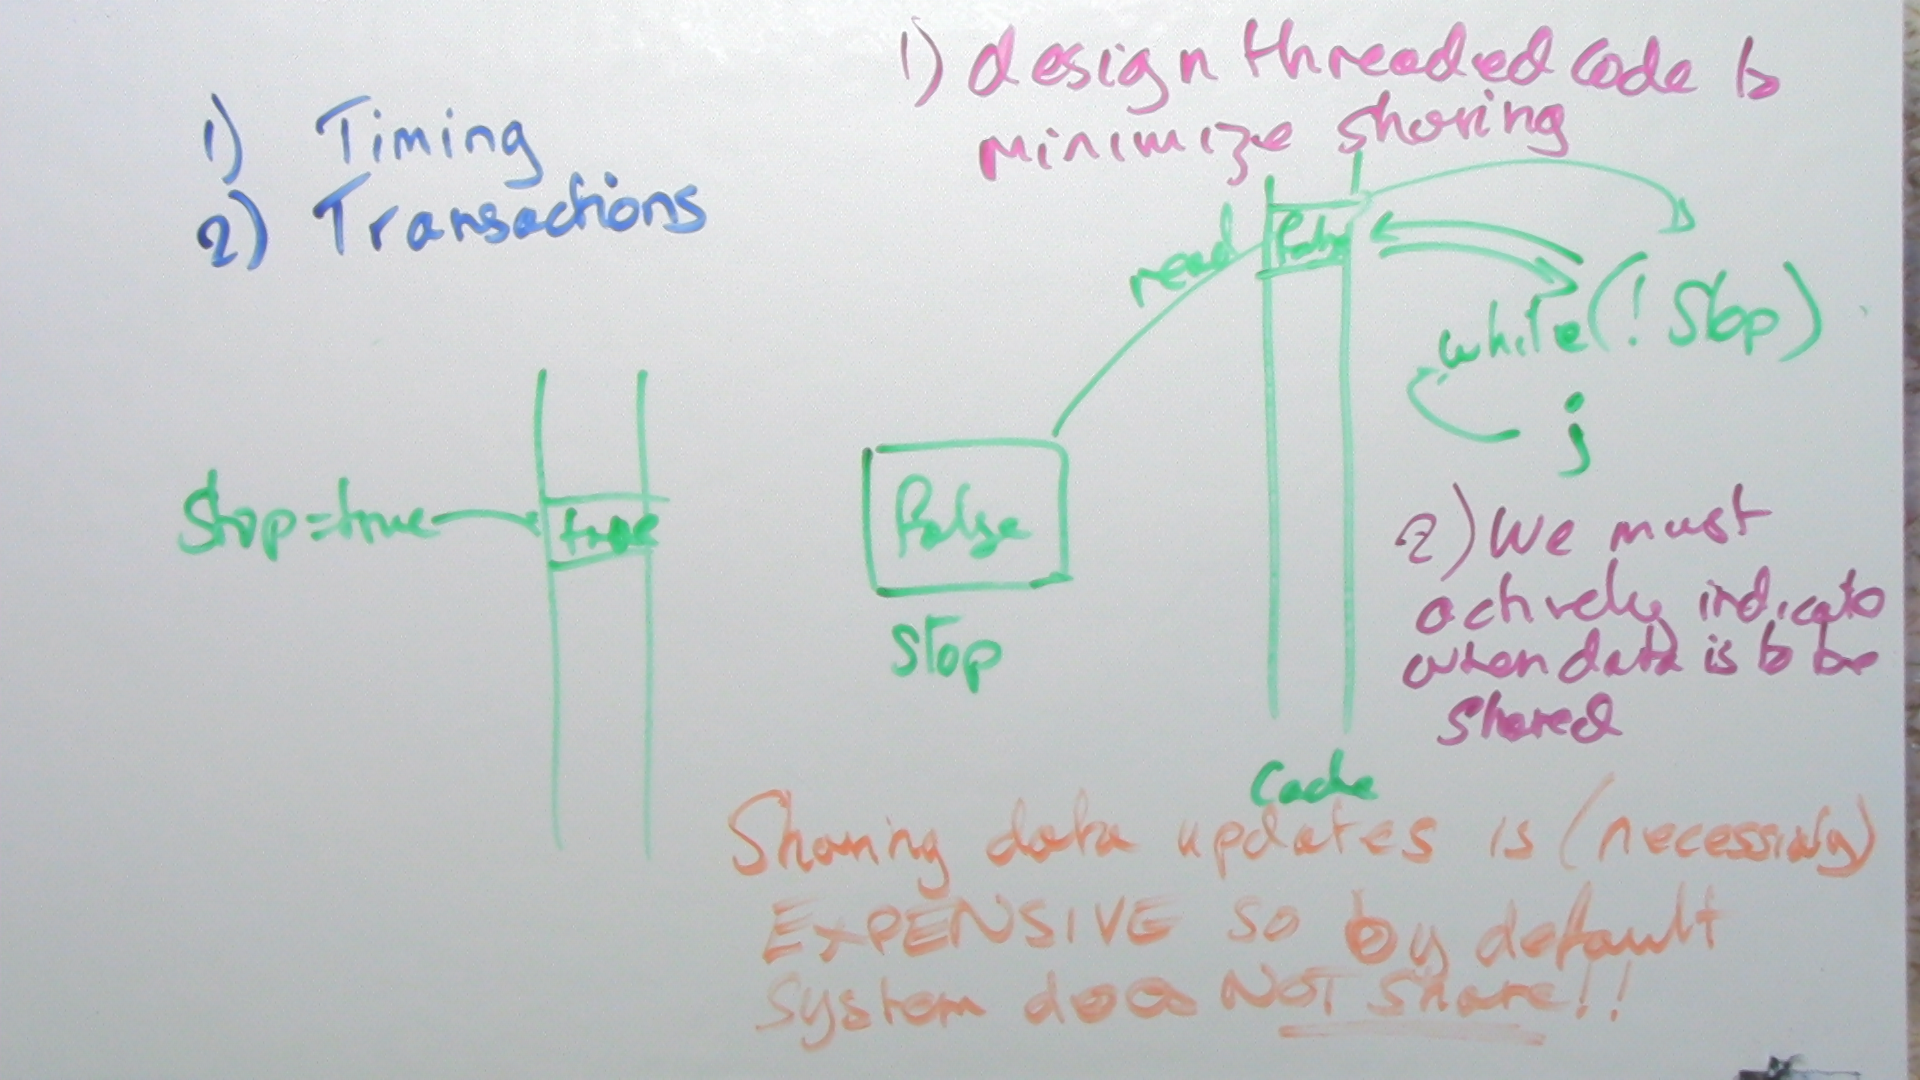 1) Timing
2) Transactions
1) design threaded code to
minimize sharing
read
false
while(! stop)
;
Stop=true
true
false
stop
Cache
2) We must
actively indicate
when data is to be
shared
Sharing data updates is (necessarily)
EXPENSIVE so by default
System does NOT share!!